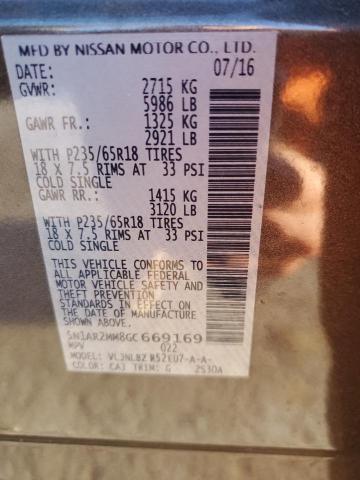 MFD BY NISSAN MOTOR CO., LTD.
DATE: 07/16
GVWR: 2715 KG
5986 LB
GAWR FR.: 1325 KG
2921 LB
WITH P235/65R18 TIRES
18 X 7.5 RIMS AT 33 PSI
COLD SINGLE
GAWR RR.: 1415 KG
3120 LB
WITH P235/65R18 TIRES
18 X 7.5 RIMS AT 33 PSI
COLD SINGLE
THIS VEHICLE CONFORMS TO
ALL APPLICABLE FEDERAL
MOTOR VEHICLE SAFETY AND
THEFT PREVENTION
STANDARDS IN EFFECT ON
THE DATE OF MANUFACTURE
SHOWN ABOVE.
5N1AR2MM8GC 669169
MPV 022
MODEL: R52EU7-A-A-
COLOR: CAJ TRIM: G